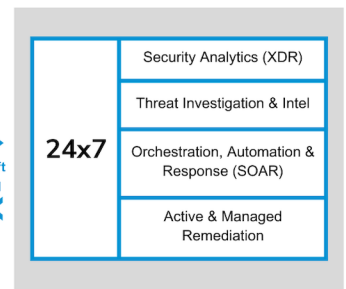 Security Analytics (XDR)
Threat Investigation & Intel
24x7
Orchestration, Automation &
Response (SOAR)
Active & Managed
Remediation